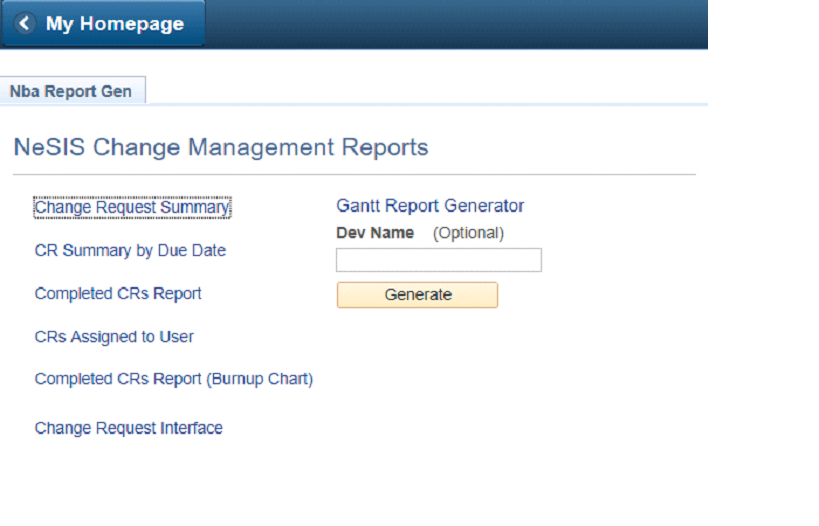 My Homepage
Nba Report Gen
NeSIS Change Management Reports
Change Request Summary
CR Summary by Due Date
Completed CRs Report
CRs Assigned to User
Completed CRs Report (Burnup Chart)
Change Request Interface
Gantt Report Generator
Dev Name (Optional)
Generate